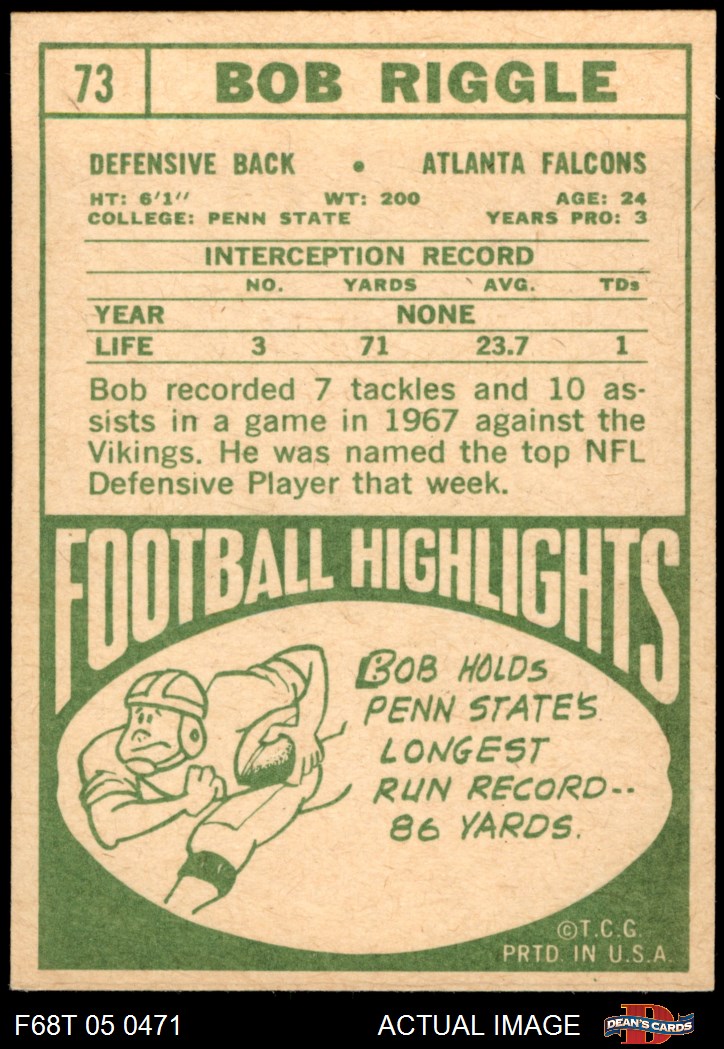 73 BOB RIGGLE
DEFENSIVE BACK • ATLANTA FALCONS
HT: 6'1" WT: 200 AGE: 24
COLLEGE: PENN STATE YEARS PRO: 3
INTERCEPTION RECORD
NO. YARDS AVG. TDs
YEAR NONE
LIFE 3 71 23.7 1
Bob recorded 7 tackles and 10 as-
sists in a game in 1967 against the
Vikings. He was named the top NFL
Defensive Player that week.
FOOTBALL HIGHLIGHTS
BOB HOLDS
PENN STATE'S
LONGEST
RUN RECORD--
86 YARDS.
©T.C.G.
PRTD. IN U.S.A.
F68T 05 0471 ACTUAL IMAGE D DEAN'S CARDS